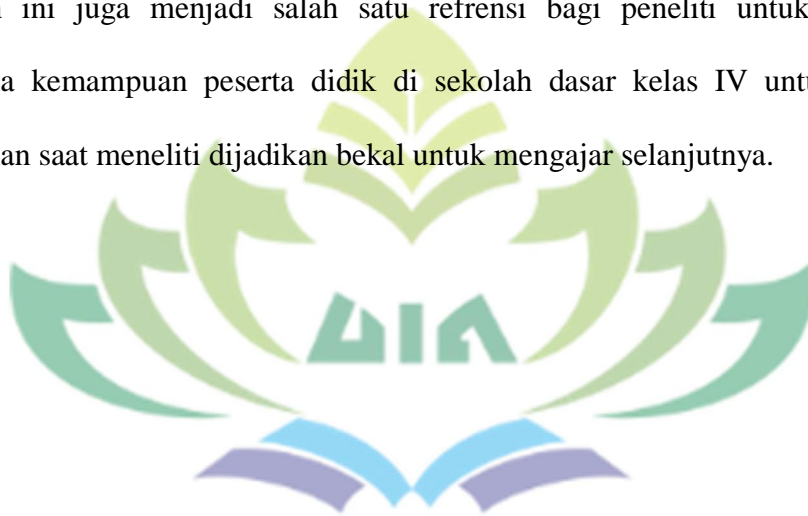 ini juga menjadi salah satu refrensi bagi peneliti untuk
kemampuan peserta didik di sekolah dasar kelas IV
saat meneliti dijadikan bekal untuk mengajar selanjutnya.
UIN